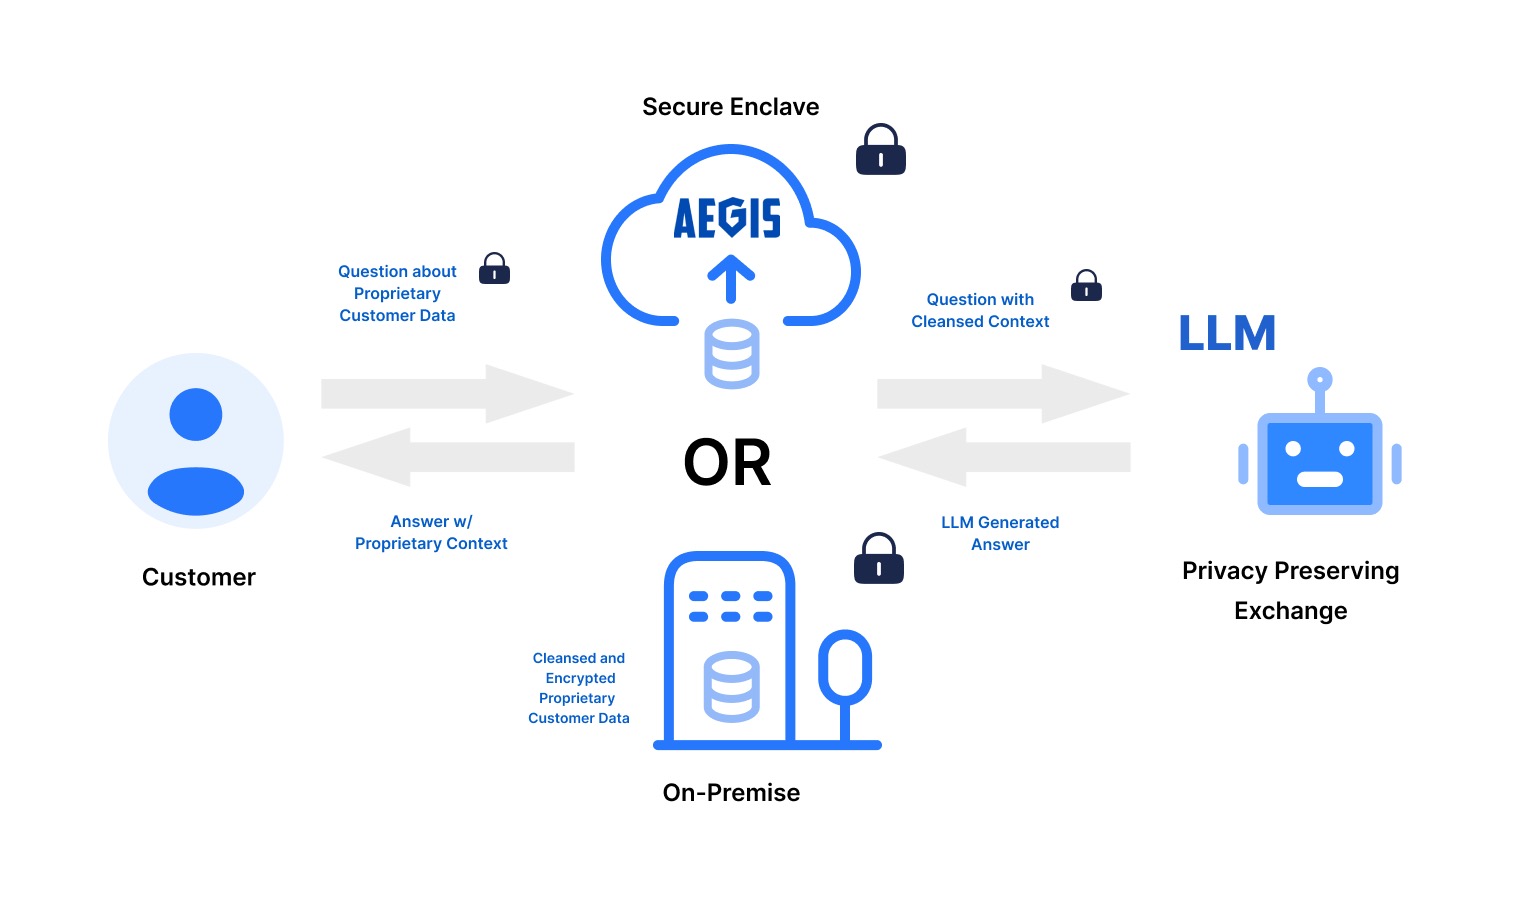 Secure Enclave
AEGIS
Question about
Proprietary
Customer Data
Question with
Cleansed Context
LLM
OR
Answer w/
Proprietary Context
LLM Generated
Answer
Customer
Privacy Preserving
Exchange
Cleansed and
Encrypted
Proprietary
Customer Data
On-Premise